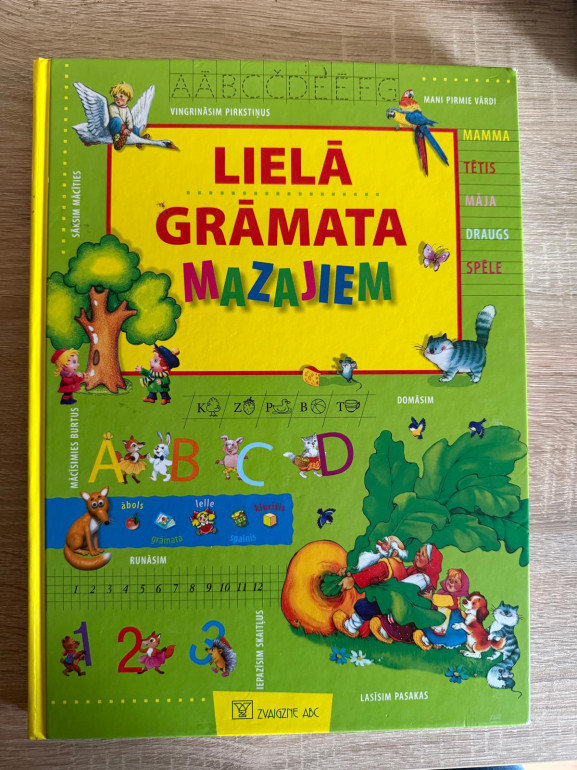 AĀBCČDEĒFG
VINGRINĀSIM PIRKSTIŅUS
MANI PIRMIE VĀRDI
LIELĀ
GRĀMATA
MAZAJIEM
MAMMA
TĒTIS
MĀJA
DRAUGS
SPĒLE
SĀKSIM MĀCĪTIES
K Z P B T
DOMĀSIM
MĀCĪSIMIES BURTUS
A B C D
ābols
lelle
klucītis
grāmata
spainis
RUNĀSIM
1 2 3 4 5 6 7 8 9 10 11 12
1 2 3
IEPAZĪSIM SKAITĻUS
LASĪSIM PASAKAS
ZVAIGZNE ABC